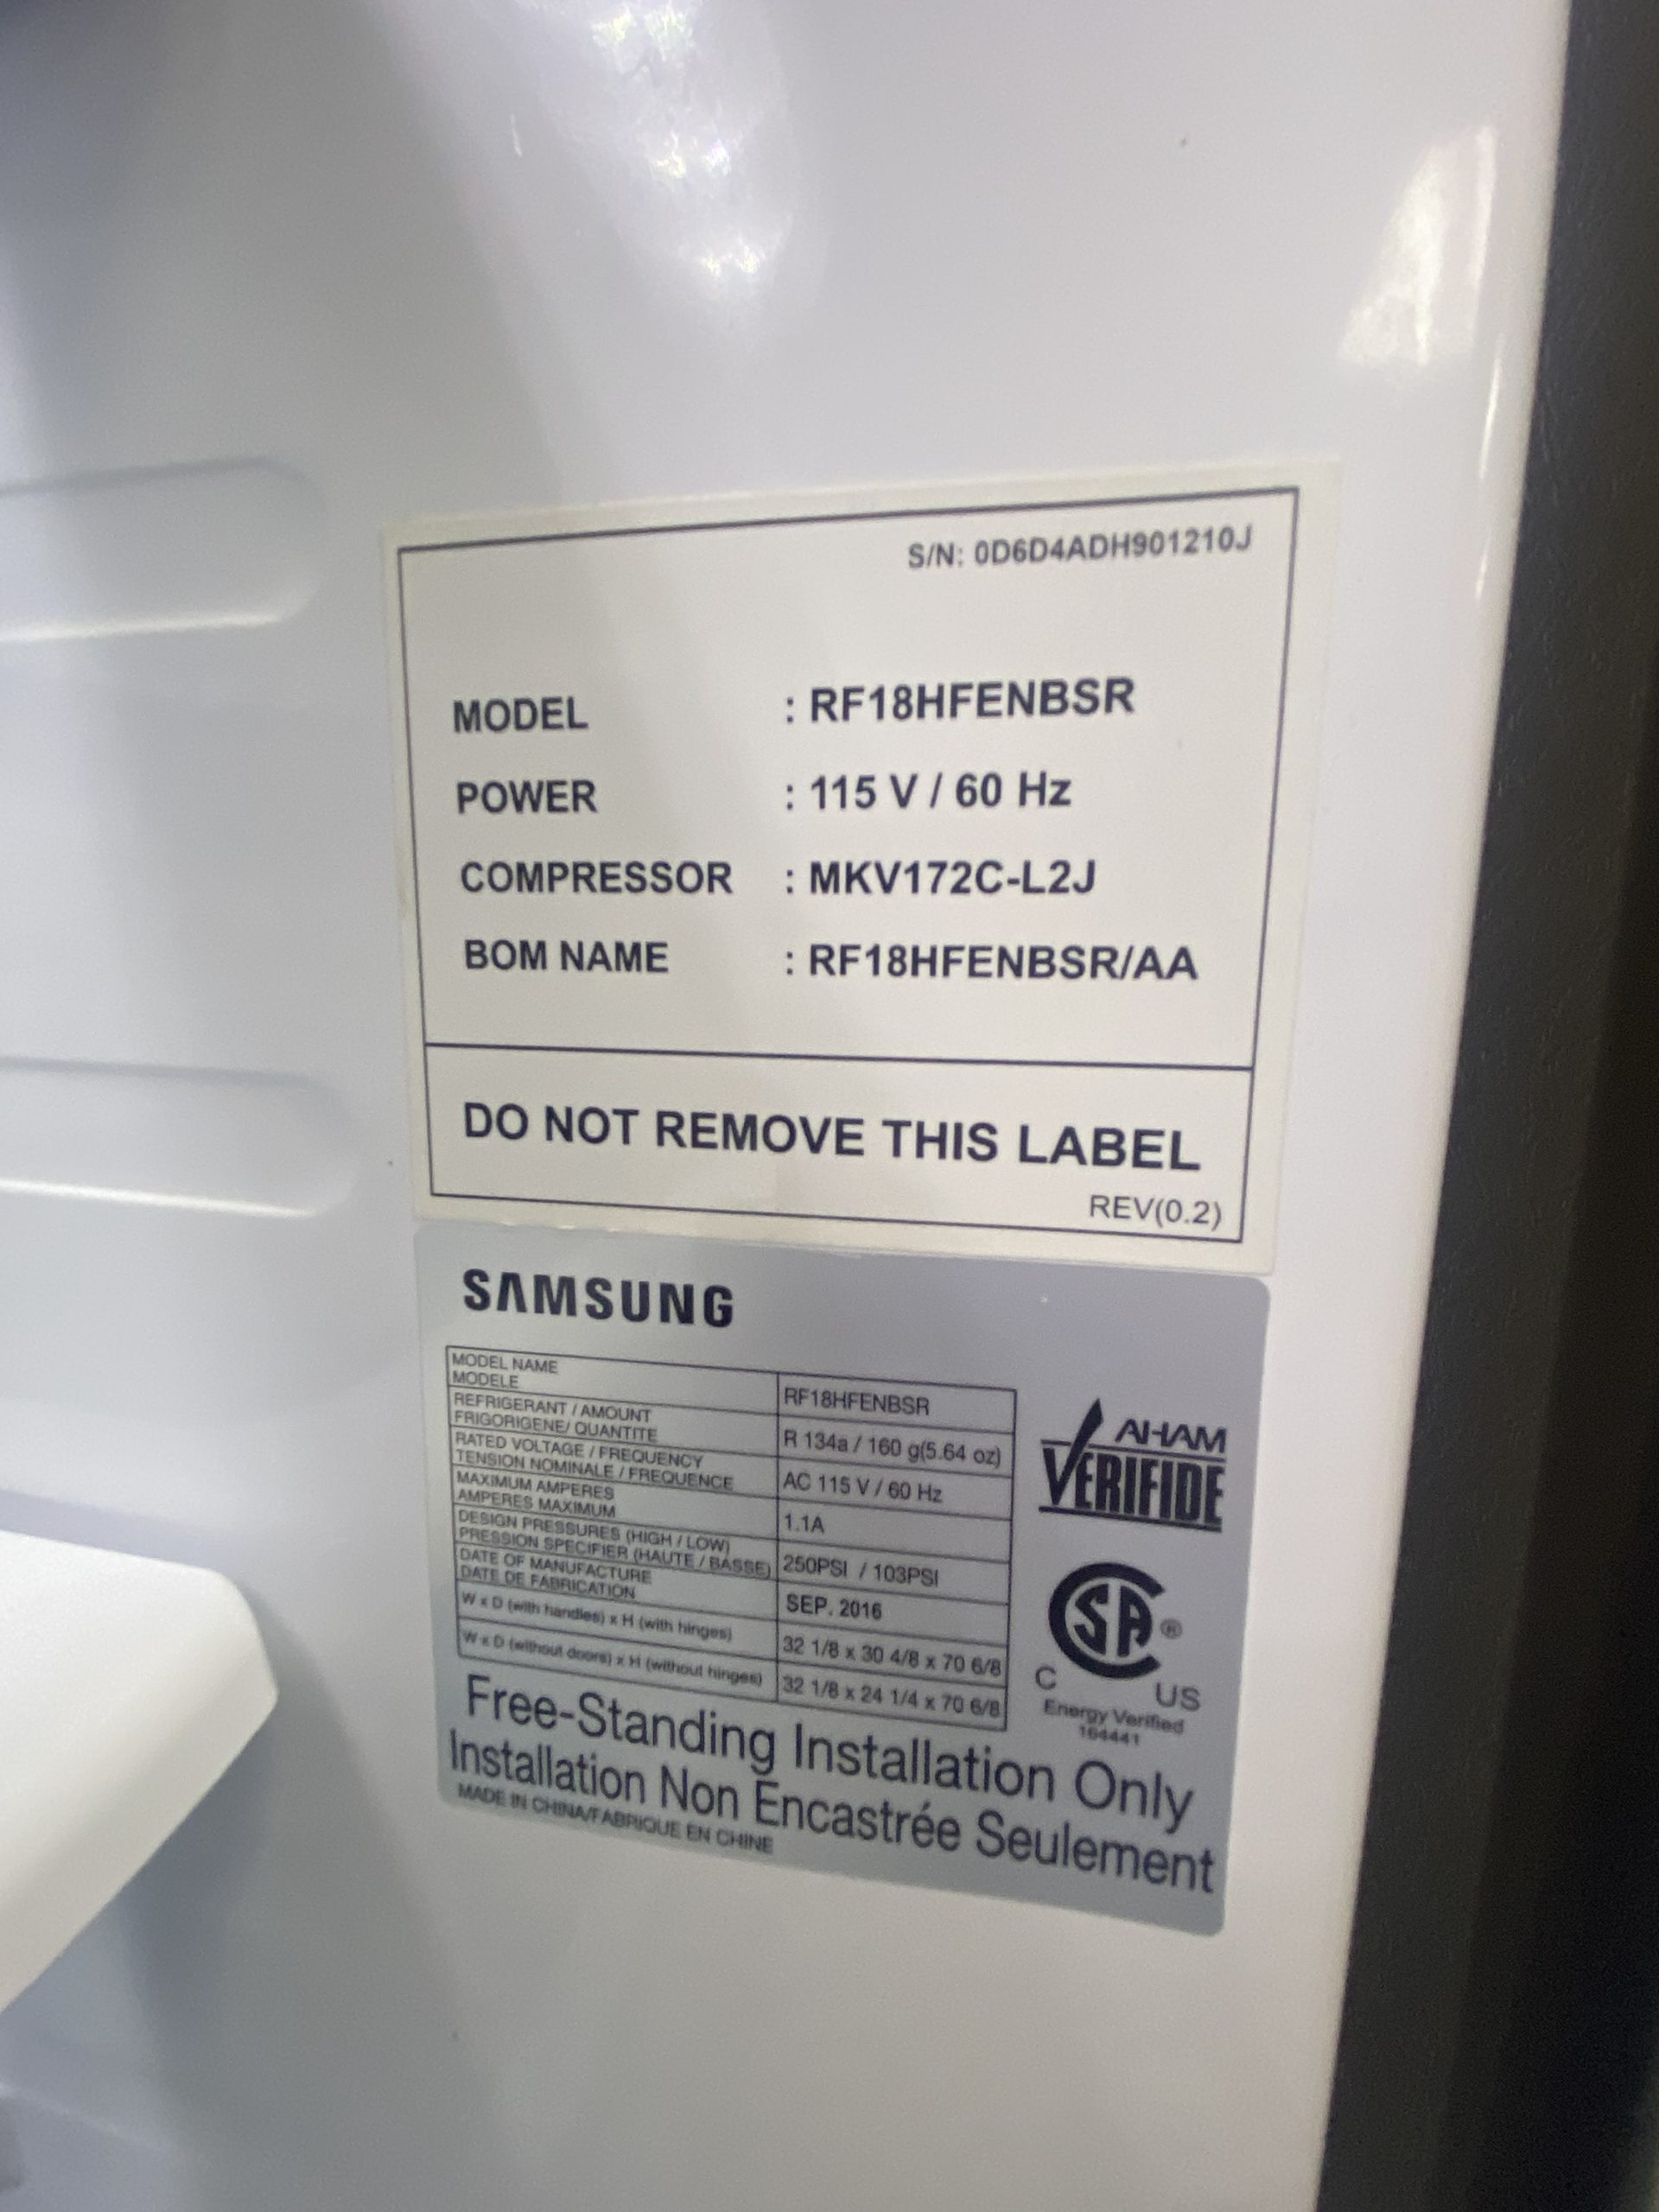 S/N: 0D6D4ADH901210J
MODEL : RF18HFENBSR
POWER : 115 V / 60 Hz
COMPRESSOR : MKV172C-L2J
BOM NAME : RF18HFENBSR/AA
DO NOT REMOVE THIS LABEL
REV(0.2)
SAMSUNG
MODEL NAME
MODELE
RF18HFENBSR
REFRIGERANT / AMOUNT
FRIGORIGENE/ QUANTITE
R 134a / 160 g(5.64 oz)
RATED VOLTAGE / FREQUENCY
TENSION NOMINALE / FREQUENCE
AC 115 V / 60 Hz
MAXIMUM AMPERES
AMPERES MAXIMUM
1.1A
DESIGN PRESSURES (HIGH / LOW)
PRESSION SPECIFIER (HAUTE / BASSE)
250PSI / 103PSI
DATE OF MANUFACTURE
DATE DE FABRICATION
SEP. 2016
W x D (with handles) x H (with hinges)
32 1/8 x 30 4/8 x 70 6/8
W x D (without doors) x H (without hinges)
32 1/8 x 24 1/4 x 70 6/8
AHAM
VERIFIDE
CSA®
C US
Energy Verified
164441
Free-Standing Installation Only
Installation Non Encastrée Seulement
MADE IN CHINA/FABRIQUE EN CHINE